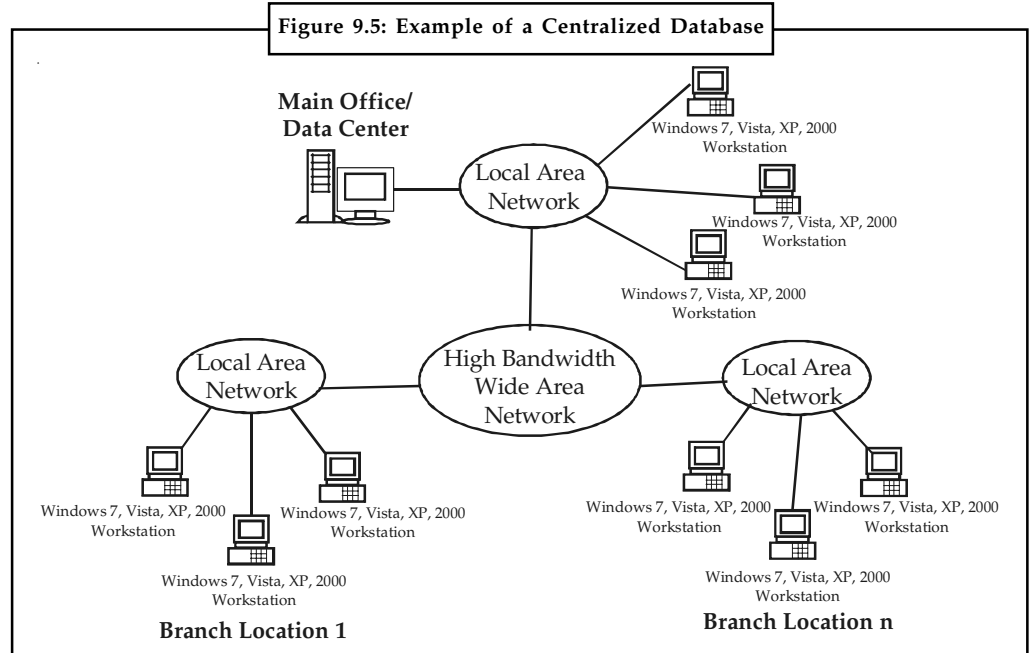 Figure 9.5: Example of a Centralized Database
Main Office/
Data Center
Local Area
Network
Windows 7, Vista, XP, 2000
Workstation
Windows 7, Vista, XP, 2000
Workstation
Windows 7, Vista, XP, 2000
Workstation
High Bandwidth
Wide Area
Network
Local Area
Network
Windows 7, Vista, XP, 2000
Workstation
Windows 7, Vista, XP, 2000
Workstation
Windows 7, Vista, XP, 2000
Workstation
Branch Location 1
Local Area
Network
Windows 7, Vista, XP, 2000
Workstation
Windows 7, Vista, XP, 2000
Workstation
Windows 7, Vista, XP, 2000
Workstation
Branch Location n